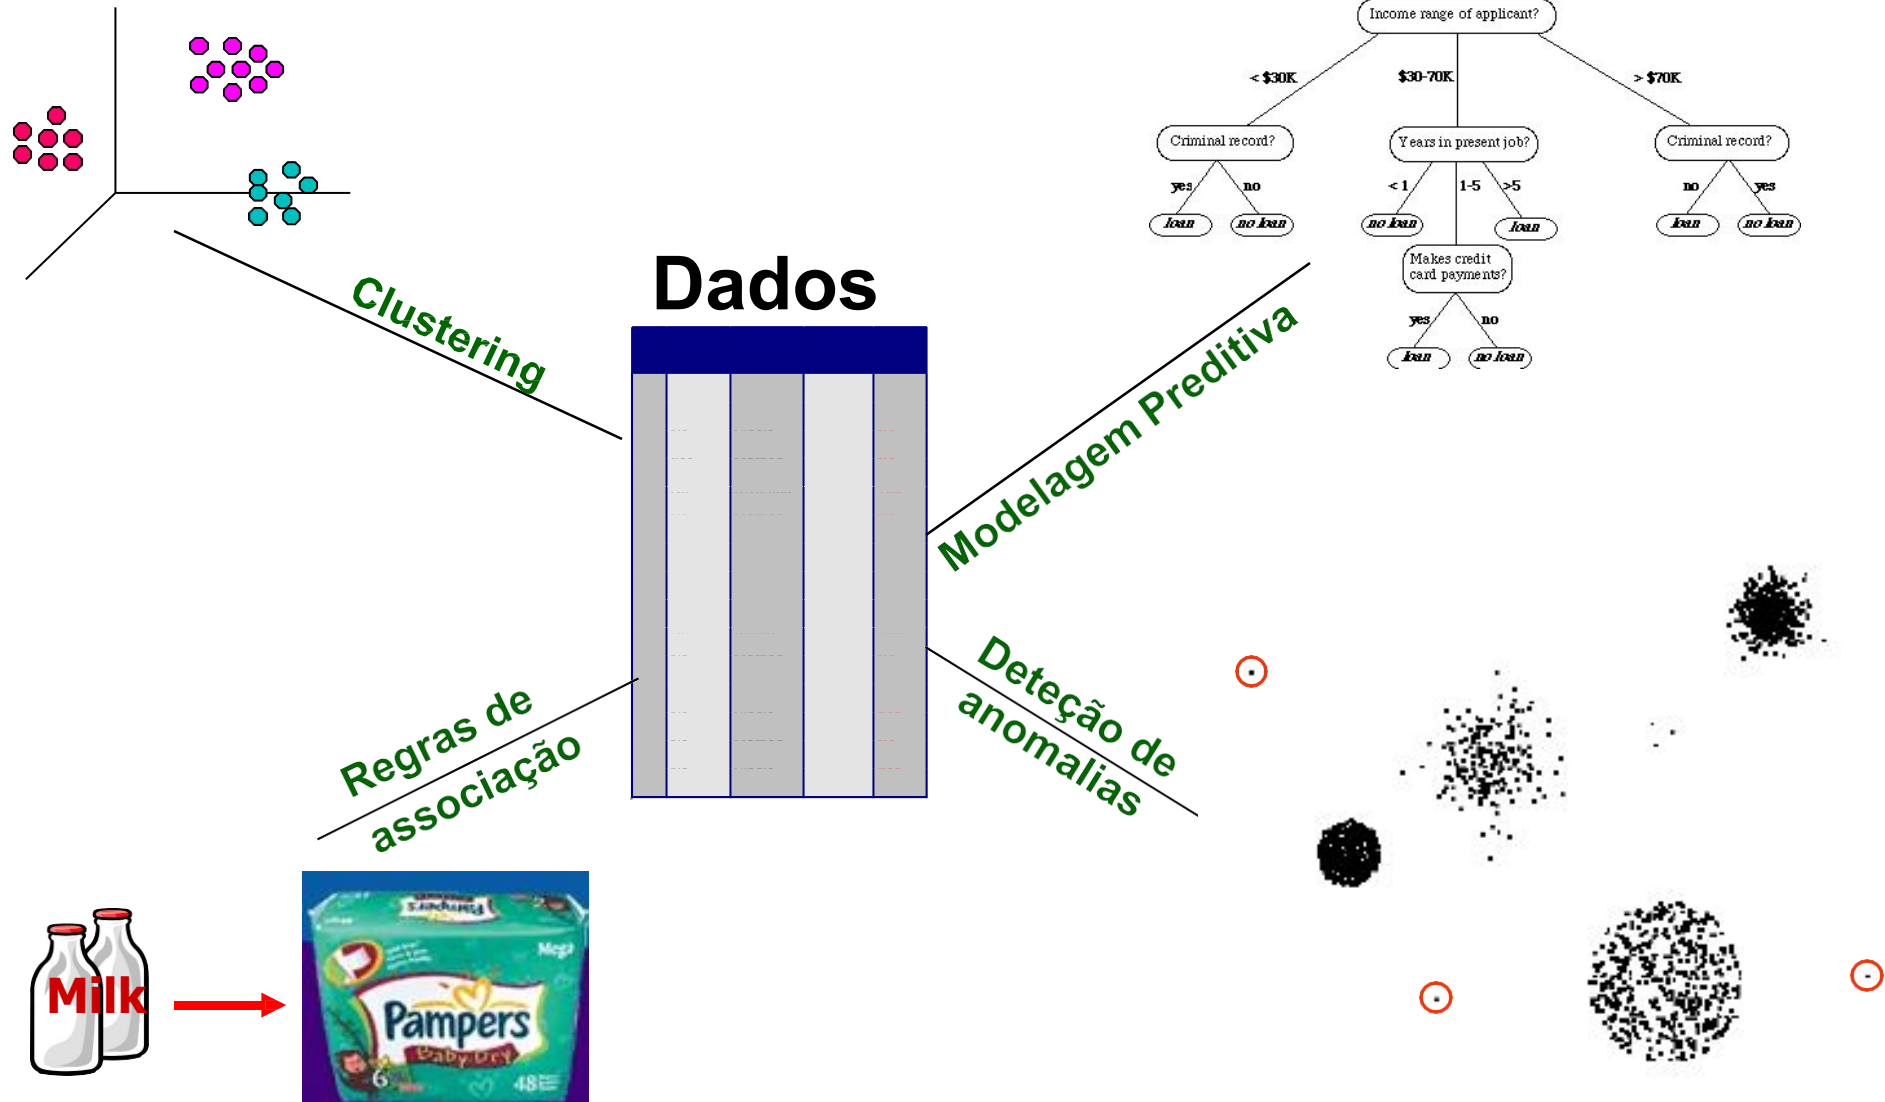 Income range of applicant?
< $30K
$30-70K
> $70K
Criminal record?
Years in present job?
Criminal record?
yes
no
< 1
1-5
>5
no
yes
loan
no loan
no loan
loan
loan
no loan
Makes credit
card payments?
yes
no
loan
no loan
Dados
Clustering
Modelagem Preditiva
Regras de
associação
Deteção de
anomalias
Milk
Pampers
Mega
Pampers
Baby Dry
6
48